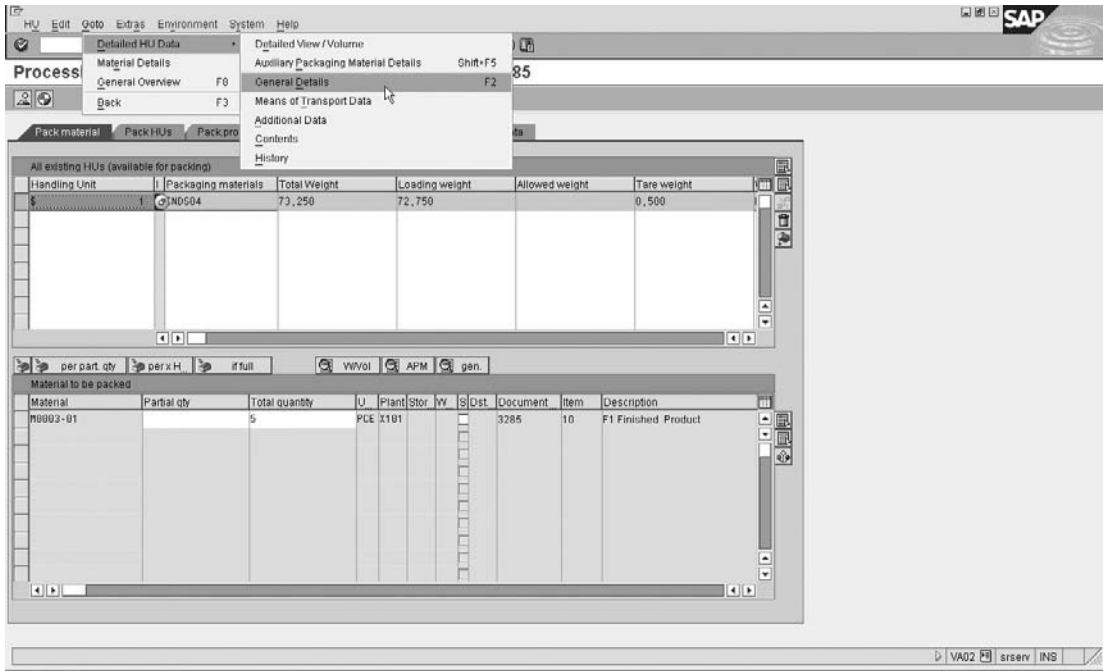 HU Edit Goto Extras Environment System Help
SAP
Detailed HU Data
Material Details
General Overview F8
Back F3
Detailed View / Volume
Auxiliary Packaging Material Details Shift+F5
General Details F2
Means of Transport Data
Additional Data
Contents
History
Processi 85
Pack material Pack HUs Pack.pro ata
All existing HUs (available for packing)
Handling Unit I Packaging materials Total Weight Loading weight Allowed weight Tare weight
$ 1 73,250 72,750 0,500
per part. qty per x H... if full W/Vol APM gen.
Material to be packed
Material Partial qty Total quantity U... Plant Stor... W... S Dst... Document Item Description
M0003-01 5 PCE X101 3285 10 F1 Finished Product
VA02 srserv INS